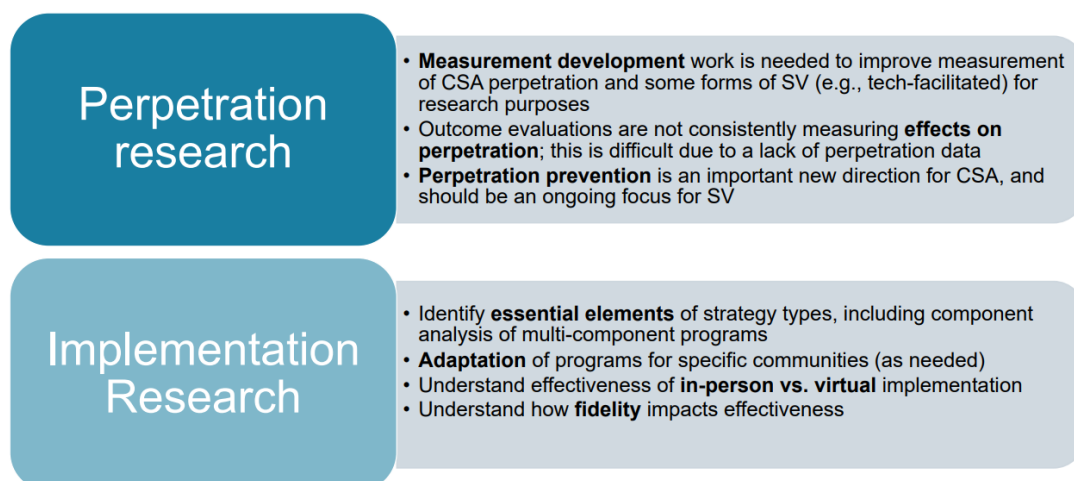 Perpetration
research
• Measurement development work is needed to improve measurement
of CSA perpetration and some forms of SV (e.g., tech-facilitated) for
research purposes
• Outcome evaluations are not consistently measuring effects on
perpetration; this is difficult due to a lack of perpetration data
• Perpetration prevention is an important new direction for CSA, and
should be an ongoing focus for SV
Implementation
Research
• Identify essential elements of strategy types, including component
analysis of multi-component programs
• Adaptation of programs for specific communities (as needed)
• Understand effectiveness of in-person vs. virtual implementation
• Understand how fidelity impacts effectiveness